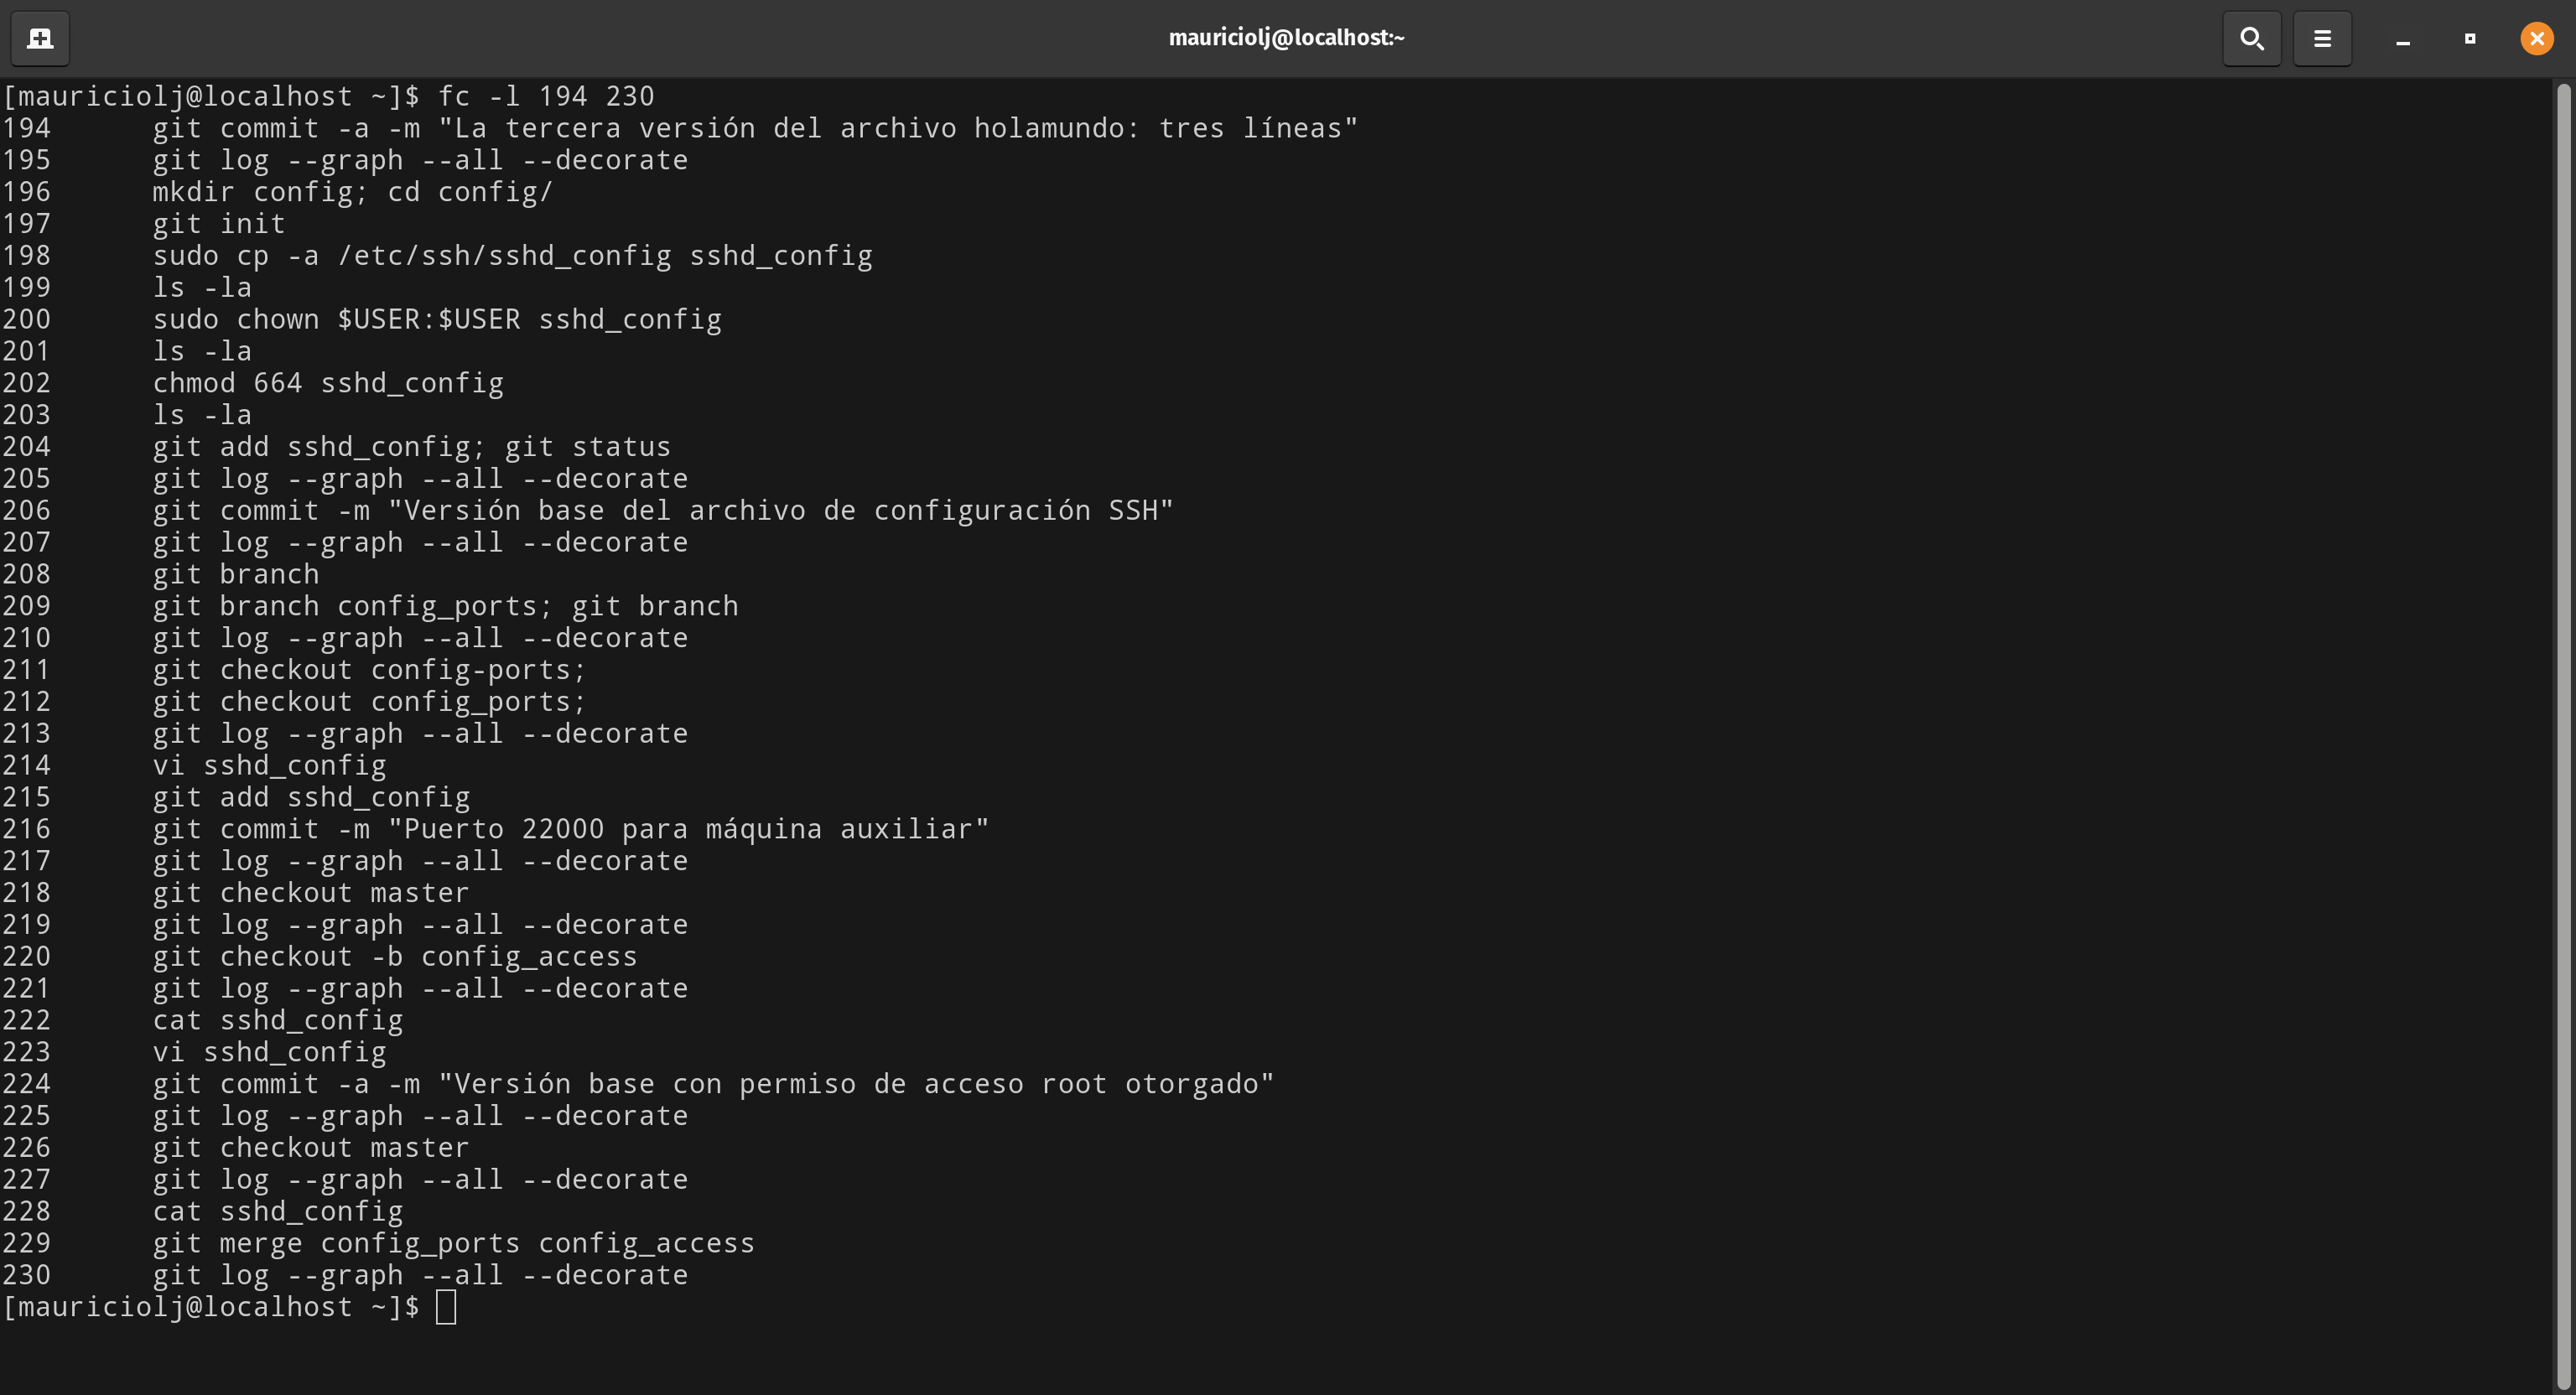 mauriciolj@localhost:~
[mauriciolj@localhost ~]$ fc -l 194 230
194 git commit -a -m "La tercera versión del archivo holamundo: tres líneas"
195 git log --graph --all --decorate
196 mkdir config; cd config/
197 git init
198 sudo cp -a /etc/ssh/sshd_config sshd_config
199 ls -la
200 sudo chown $USER:$USER sshd_config
201 ls -la
202 chmod 664 sshd_config
203 ls -la
204 git add sshd_config; git status
205 git log --graph --all --decorate
206 git commit -m "Versión base del archivo de configuración SSH"
207 git log --graph --all --decorate
208 git branch
209 git branch config_ports; git branch
210 git log --graph --all --decorate
211 git checkout config-ports;
212 git checkout config_ports;
213 git log --graph --all --decorate
214 vi sshd_config
215 git add sshd_config
216 git commit -m "Puerto 22000 para máquina auxiliar"
217 git log --graph --all --decorate
218 git checkout master
219 git log --graph --all --decorate
220 git checkout -b config_access
221 git log --graph --all --decorate
222 cat sshd_config
223 vi sshd_config
224 git commit -a -m "Versión base con permiso de acceso root otorgado"
225 git log --graph --all --decorate
226 git checkout master
227 git log --graph --all --decorate
228 cat sshd_config
229 git merge config_ports config_access
230 git log --graph --all --decorate
[mauriciolj@localhost ~]$